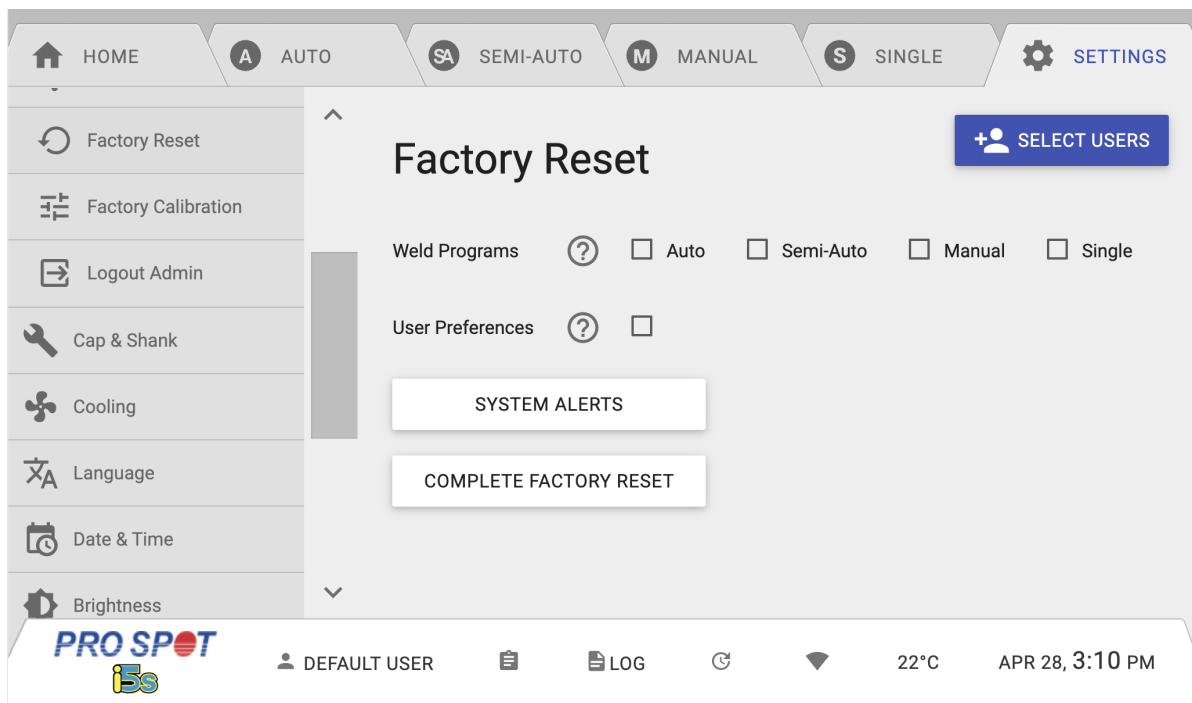 HOME
A AUTO
SA SEMI-AUTO
M MANUAL
S SINGLE
SETTINGS
Factory Reset
Factory Calibration
Logout Admin
Cap & Shank
Cooling
Language
Date & Time
Brightness
Factory Reset
SELECT USERS
Weld Programs ? Auto Semi-Auto Manual Single
User Preferences ?
SYSTEM ALERTS
COMPLETE FACTORY RESET
PRO SPOT
i5s
DEFAULT USER
LOG
22°C
APR 28, 3:10 PM